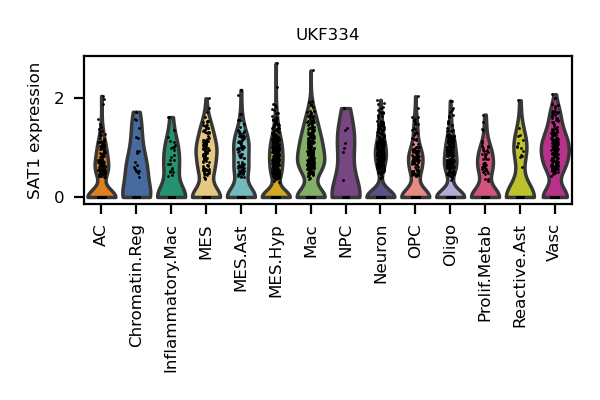 UKF334
SAT1 expression
2
0
AC
Chromatin.Reg
Inflammatory.Mac
MES
MES.Ast
MES.Hyp
Mac
NPC
Neuron
OPC
Oligo
Prolif.Metab
Reactive.Ast
Vasc